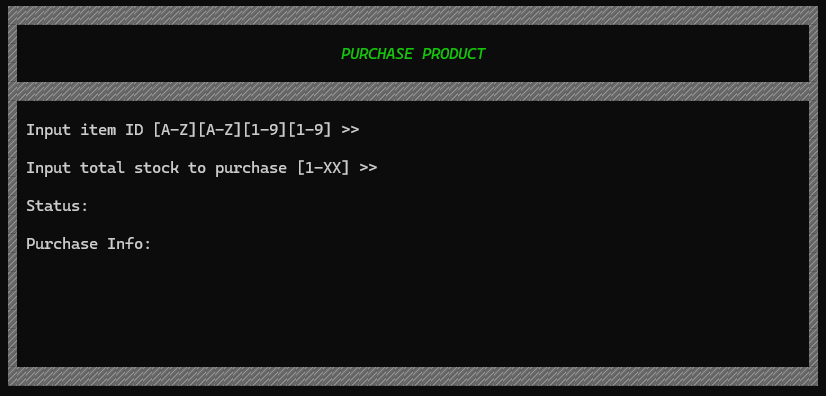 PURCHASE PRODUCT
Input item ID [A-Z][A-Z][1-9][1-9] >>
Input total stock to purchase [1-XX] >>
Status:
Purchase Info: